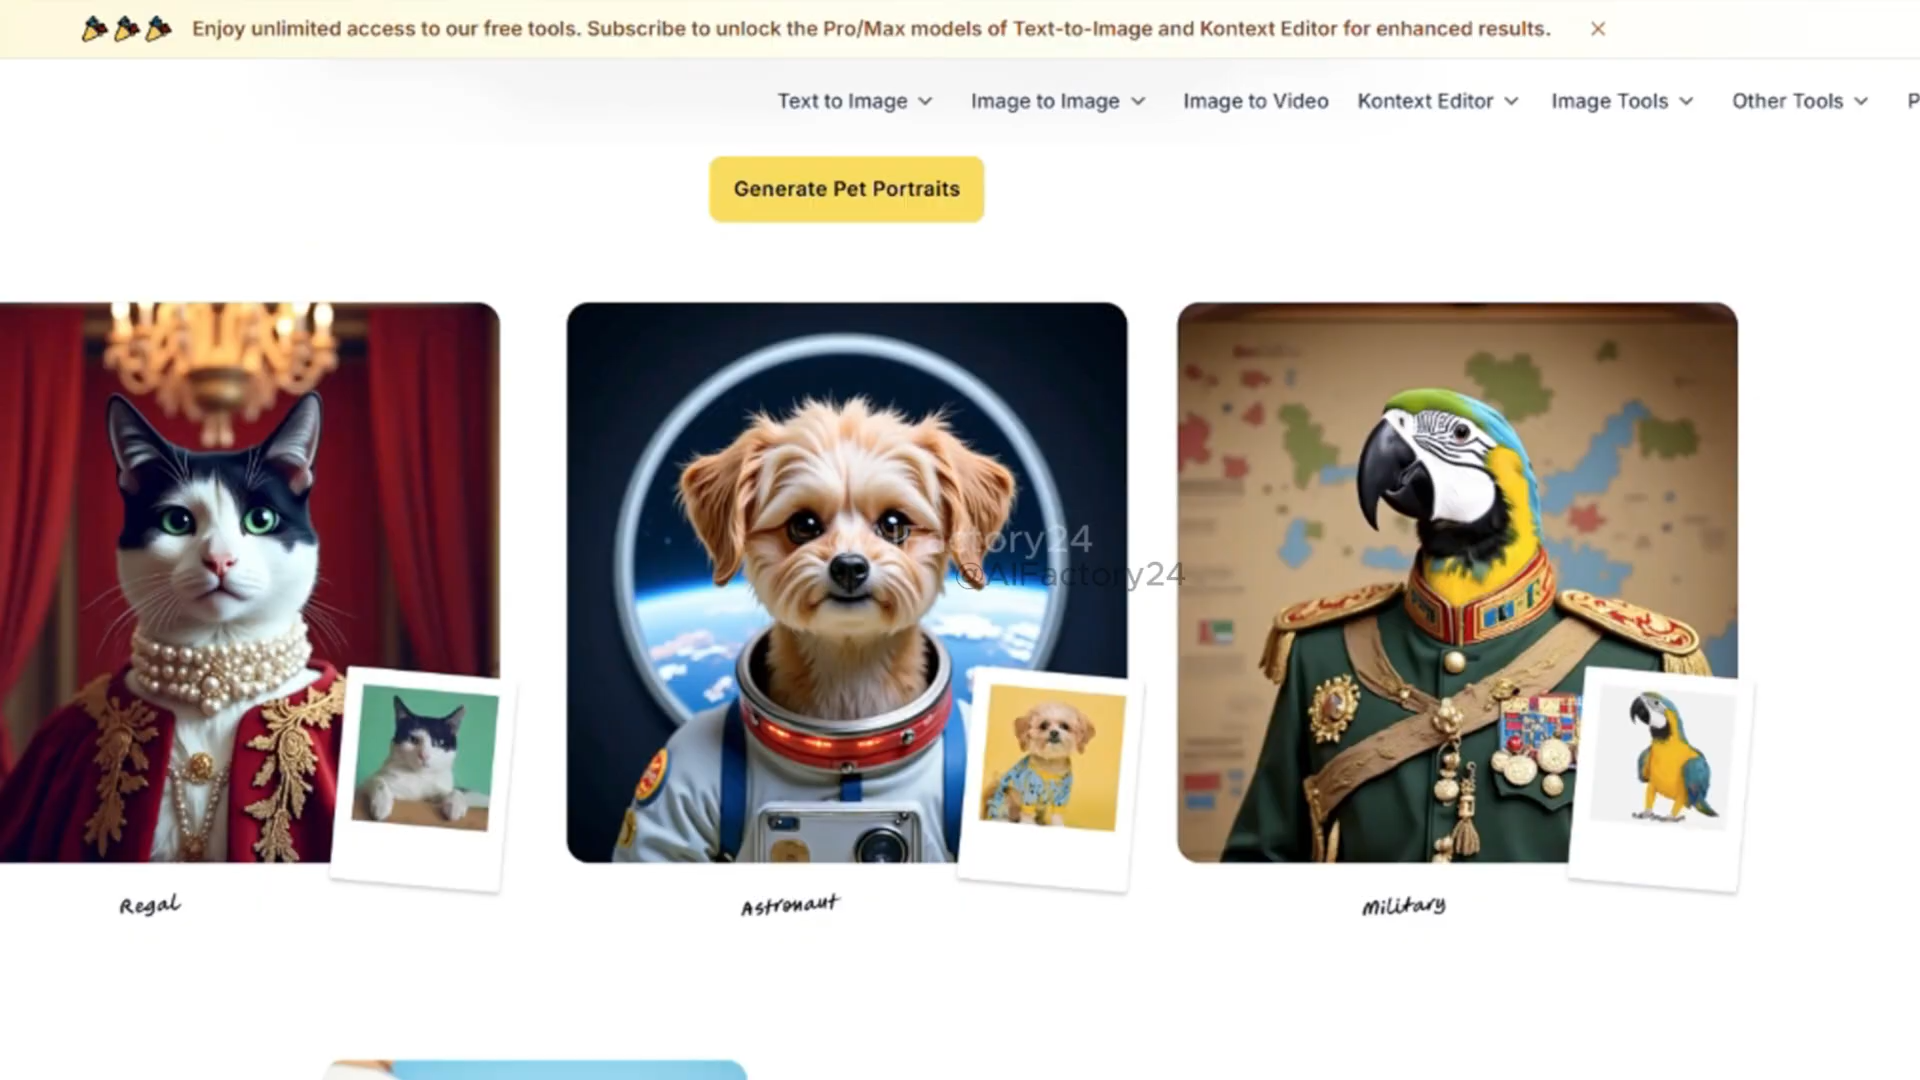 Enjoy unlimited access to our free tools. Subscribe to unlock the Pro/Max models of Text-to-Image and Kontext Editor for enhanced results.
Text to Image Image to Image Image to Video Kontext Editor Image Tools Other Tools P
Generate Pet Portraits
Factory24
@AIFactory24
Regal Astronaut Military